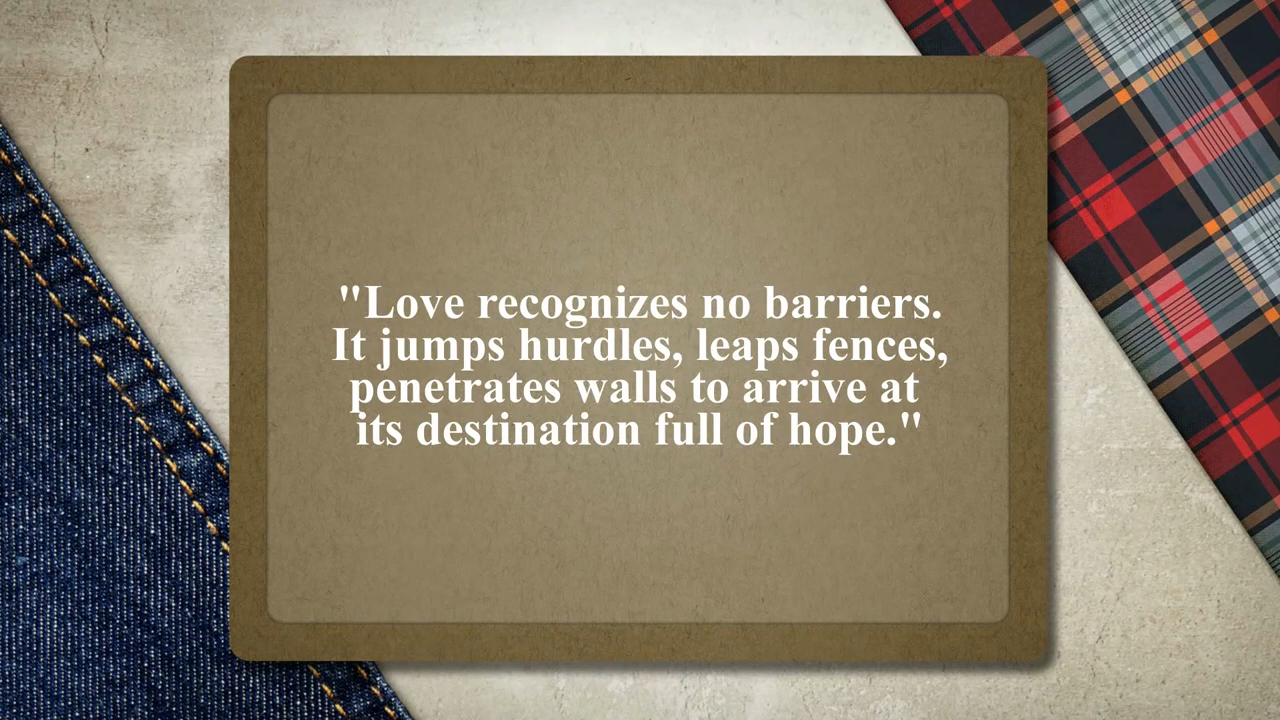 "Love recognizes no barriers.
It jumps hurdles, leaps fences,
penetrates walls to arrive at
its destination full of hope."